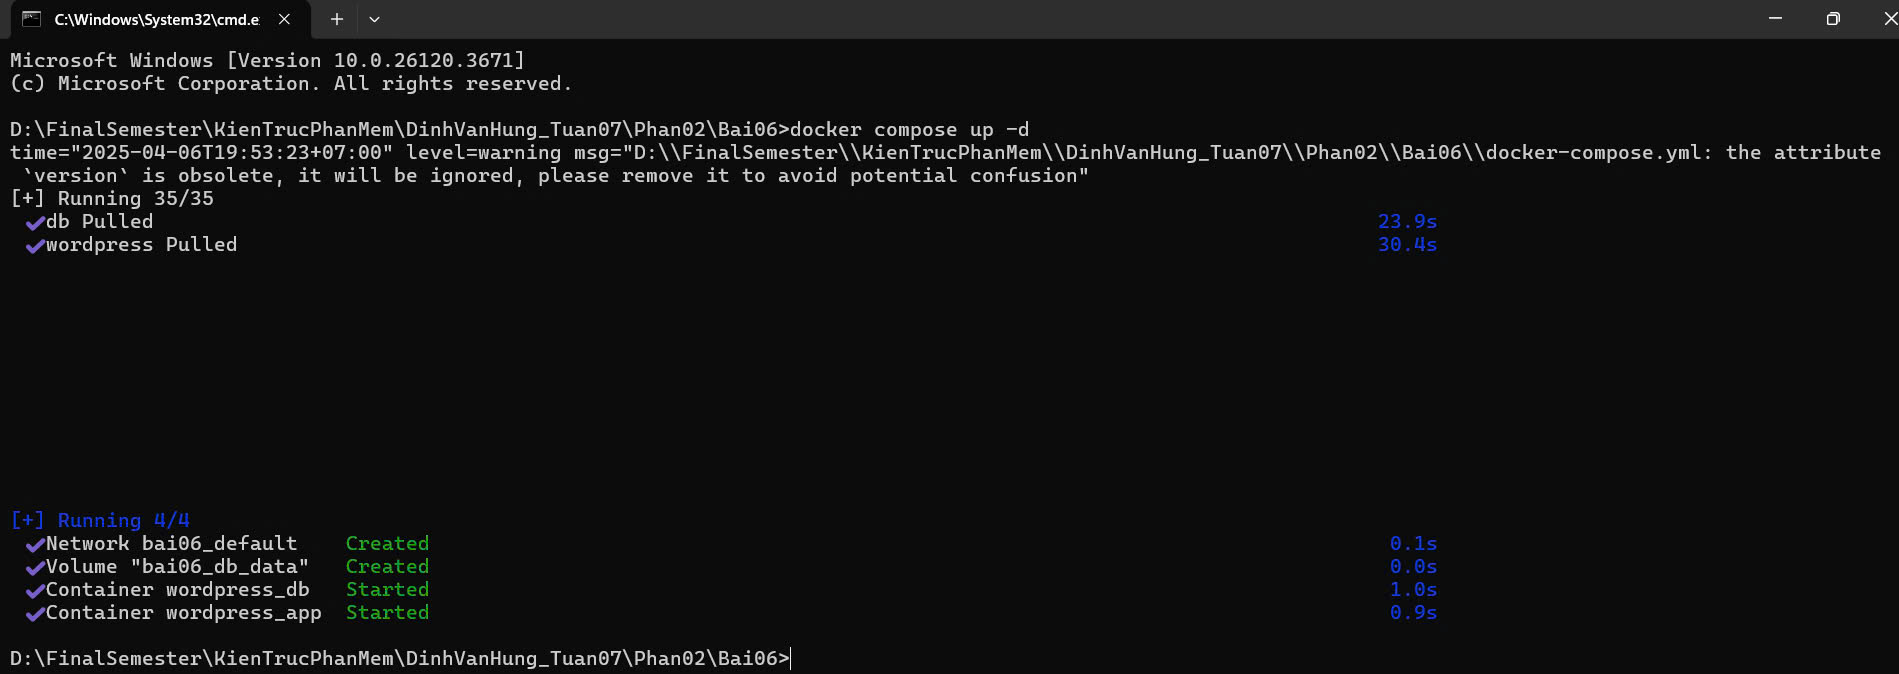 C:\Windows\System32\cmd.e
Microsoft Windows [Version 10.0.26120.3671]
(c) Microsoft Corporation. All rights reserved.
D:\FinalSemester\KienTrucPhanMem\DinhVanHung_Tuan07\Phan02\Bai06>docker compose up -d
time="2025-04-06T19:53:23+07:00" level=warning msg="D:\\FinalSemester\\KienTrucPhanMem\\DinhVanHung_Tuan07\\Phan02\\Bai06\\docker-compose.yml: the attribute
`version` is obsolete, it will be ignored, please remove it to avoid potential confusion"
[+] Running 35/35
✔db Pulled 23.9s
✔wordpress Pulled 30.4s
[+] Running 4/4
✔Network bai06_default Created 0.1s
✔Volume "bai06_db_data" Created 0.0s
✔Container wordpress_db Started 1.0s
✔Container wordpress_app Started 0.9s
D:\FinalSemester\KienTrucPhanMem\DinhVanHung_Tuan07\Phan02\Bai06>